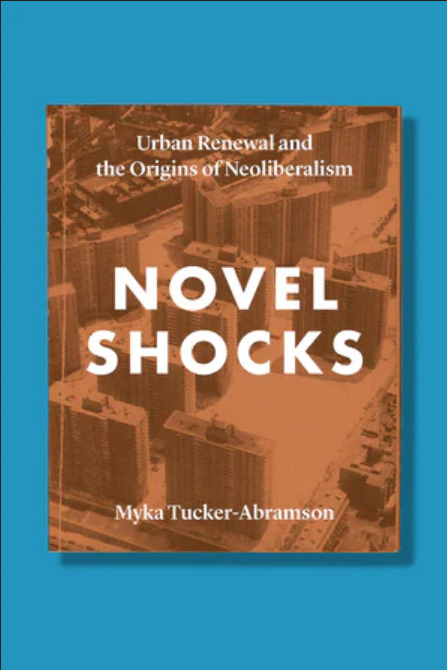 Urban Renewal and
the Origins of Neoliberalism
NOVEL
SHOCKS
Myka Tucker-Abramson